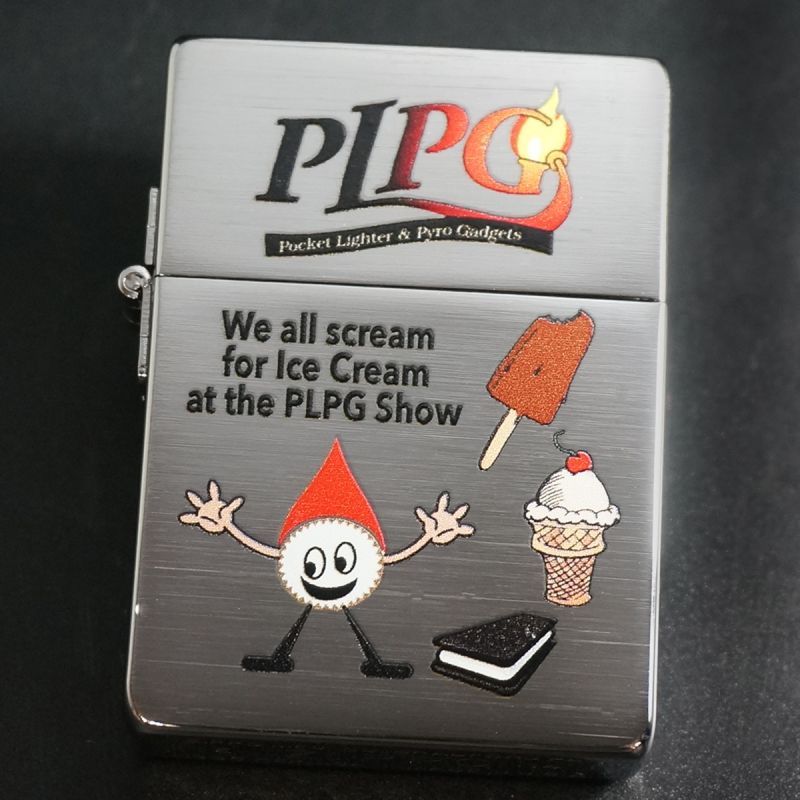 PLPG
Pocket Lighter & Pyro Gadgets
We all scream
for Ice Cream
at the PLPG Show